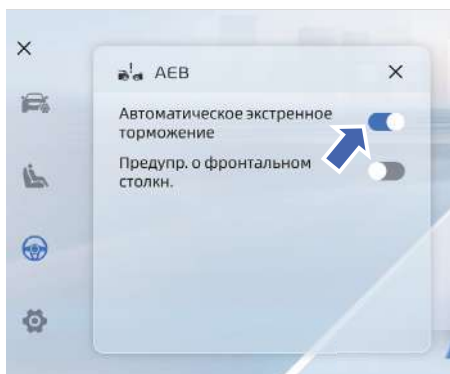 AEB
Автоматическое экстренное
торможение
Предупр. о фронтальном
столкн.